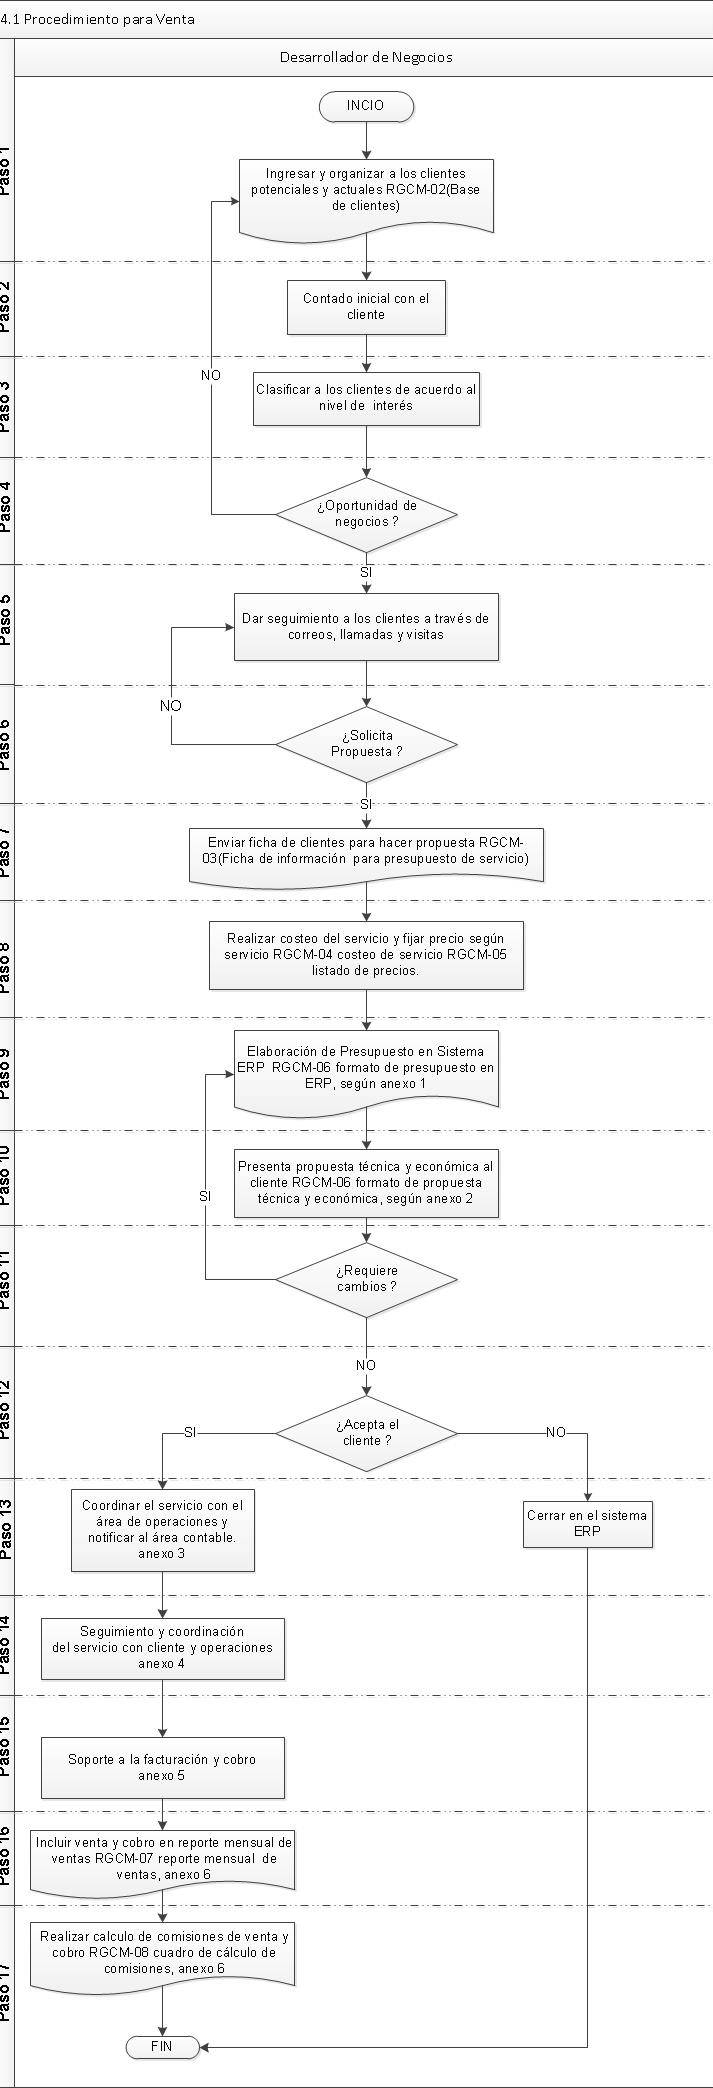 4.1 Procedimiento para Venta
Desarrollador de Negocios
Paso 1
INCIO
Ingresar y organizar a los clientes
potenciales y actuales RGCM-02(Base
de clientes)
Paso 2
Contado inicial con el
cliente
Paso 3
NO
Clasificar a los clientes de acuerdo al
nivel de interés
Paso 4
¿Oportunidad de
negocios ?
SI
Paso 5
Dar seguimiento a los clientes a través de
correos, llamadas y visitas
NO
Paso 6
¿Solicita
Propuesta ?
SI
Paso 7
Enviar ficha de clientes para hacer propuesta RGCM-
03(Ficha de información para presupuesto de servicio)
Paso 8
Realizar costeo del servicio y fijar precio según
servicio RGCM-04 costeo de servicio RGCM-05
listado de precios.
Paso 9
Elaboración de Presupuesto en Sistema
ERP RGCM-06 formato de presupuesto en
ERP, según anexo 1
Paso 10
Presenta propuesta técnica y económica al
cliente RGCM-06 formato de propuesta
técnica y económica, según anexo 2
SI
Paso 11
¿Requiere
cambios ?
NO
Paso 12
¿Acepta el
cliente ?
SI
NO
Paso 13
Coordinar el servicio con el
área de operaciones y
notificar al área contable.
anexo 3
Cerrar en el sistema
ERP
Paso 14
Seguimiento y coordinación
del servicio con cliente y operaciones
anexo 4
Paso 15
Soporte a la facturación y cobro
anexo 5
Paso 16
Incluir venta y cobro en reporte mensual de
ventas RGCM-07 reporte mensual de
ventas, anexo 6
Paso 17
Realizar calculo de comisiones de venta y
cobro RGCM-08 cuadro de cálculo de
comisiones, anexo 6
FIN